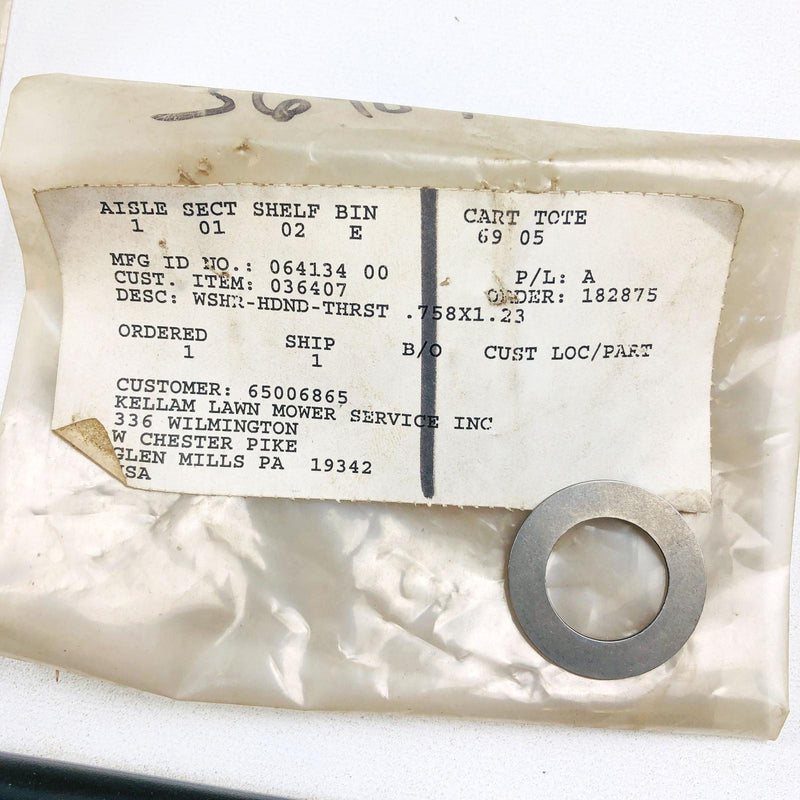 AISLE SECT SHELF BIN CART TOTE
1 01 02 E 69 05
MFG ID NO.: 064134 00 P/L: A
CUST. ITEM: 036407 ORDER: 182875
DESC: WSHR-HDND-THRST .758X1.23
ORDERED SHIP B/O CUST LOC/PART
1 1
CUSTOMER: 65006865
KELLAM LAWN MOWER SERVICE INC
336 WILMINGTON
W CHESTER PIKE
GLEN MILLS PA 19342
USA